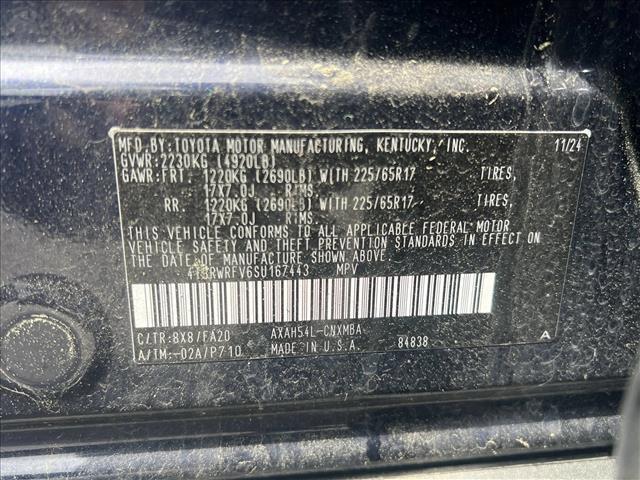 MFD.BY:TOYOTA MOTOR MANUFACTURING, KENTUCKY, INC. 11/24
GVWR:2230KG (4920LB)
GAWR:FRT. 1220KG (2690LB) WITH 225/65R17 TIRES,
17X7.0J RIMS,
RR. 1220KG (2690LB) WITH 225/65R17 TIRES,
17X7.0J RIMS.
THIS VEHICLE CONFORMS TO ALL APPLICABLE FEDERAL MOTOR
VEHICLE SAFETY AND THEFT PREVENTION STANDARDS IN EFFECT ON
THE DATE OF MANUFACTURE SHOWN ABOVE.
4T3RWRFV6SU167443 MPV
C/TR:8X8/FA20 AXAH54L-CNXMBA A
A/TM:-02A/P710 MADE IN U.S.A. 84838